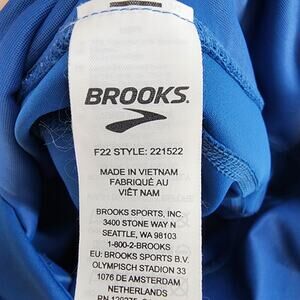 BROOKS.
F22 STYLE: 221522
MADE IN VIETNAM
FABRIQUÉ AU
VIÊT NAM
BROOKS SPORTS, INC.
3400 STONE WAY N
SEATTLE, WA 98103
1-800-2-BROOKS
EU: BROOKS SPORTS B.V.
OLYMPISCH STADION 33
1076 DE AMSTERDAM
NETHERLANDS